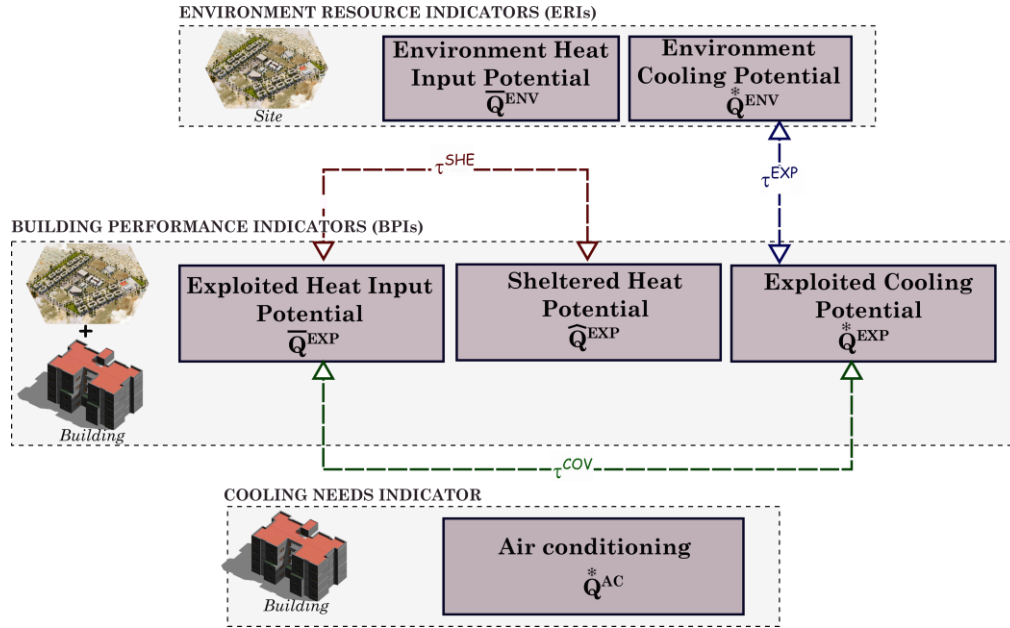 ENVIRONMENT RESOURCE INDICATORS (ERIs)
Site
Environment Heat
Input Potential
Q̅ᴱᴺⱽ
Environment
Cooling Potential
Q⃰ᴱᴺⱽ
τˢᴴᴱ
τᴱˣᴾ
BUILDING PERFORMANCE INDICATORS (BPIs)
+
Building
Exploited Heat Input
Potential
Q̅ᴱˣᴾ
Sheltered Heat
Potential
Q̂ᴱˣᴾ
Exploited Cooling
Potential
Q⃰ᴱˣᴾ
τᶜᴼⱽ
COOLING NEEDS INDICATOR
Building
Air conditioning
Q⃰ᴬᶜ